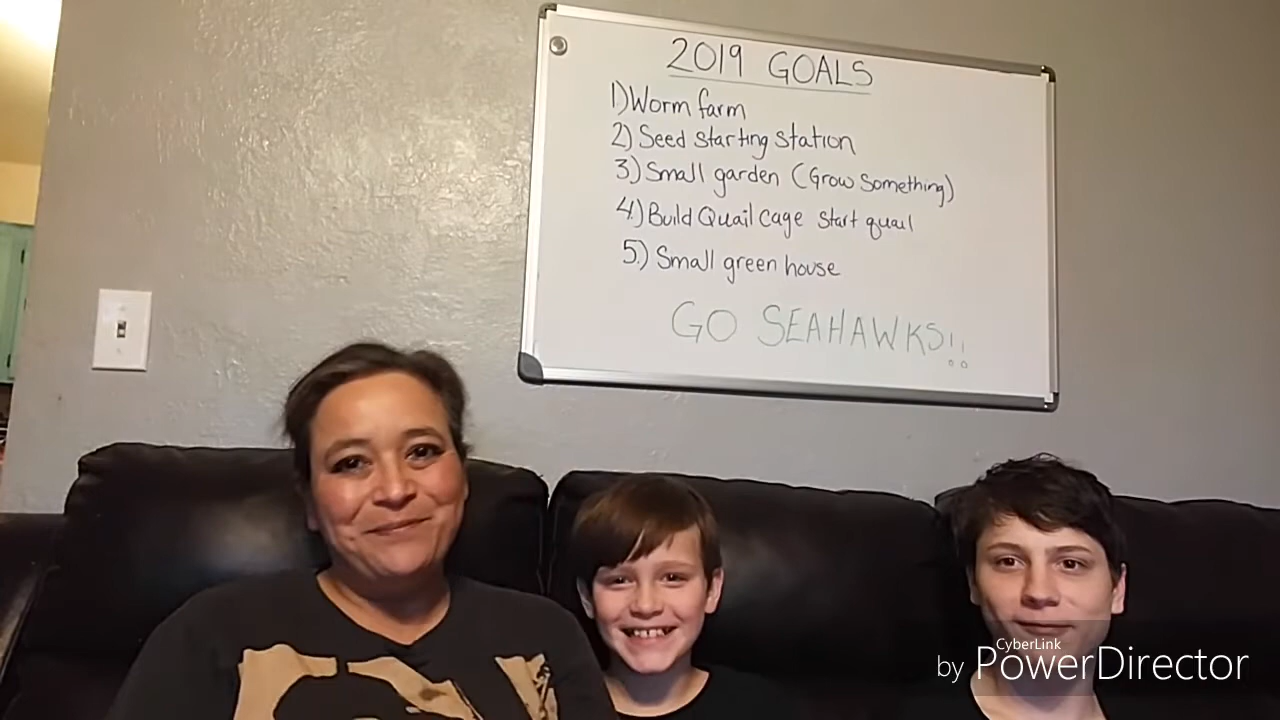 2019 GOALS
1) Worm farm
2) Seed starting station
3) Small garden (Grow Something)
4.) Build Quail cage start quail
5.) Small green house
GO SEAHAWKS!!
CyberLink
by PowerDirector